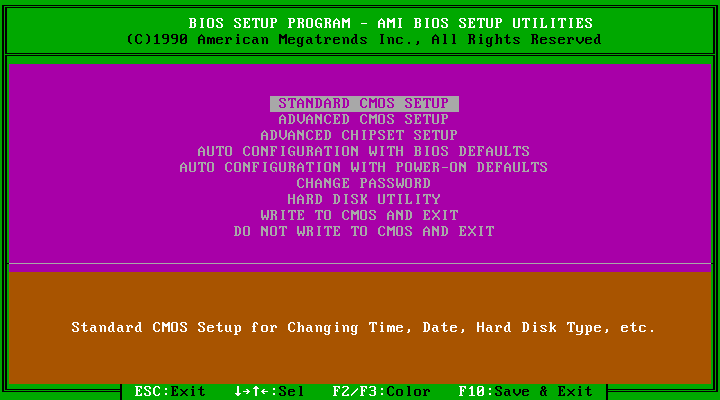 BIOS SETUP PROGRAM - AMI BIOS SETUP UTILITIES
(C)1990 American Megatrends Inc., All Rights Reserved
STANDARD CMOS SETUP
ADVANCED CMOS SETUP
ADVANCED CHIPSET SETUP
AUTO CONFIGURATION WITH BIOS DEFAULTS
AUTO CONFIGURATION WITH POWER-ON DEFAULTS
CHANGE PASSWORD
HARD DISK UTILITY
WRITE TO CMOS AND EXIT
DO NOT WRITE TO CMOS AND EXIT
Standard CMOS Setup for Changing Time, Date, Hard Disk Type, etc.
ESC:Exit ↓→↑←:Sel F2/F3:Color F10:Save & Exit